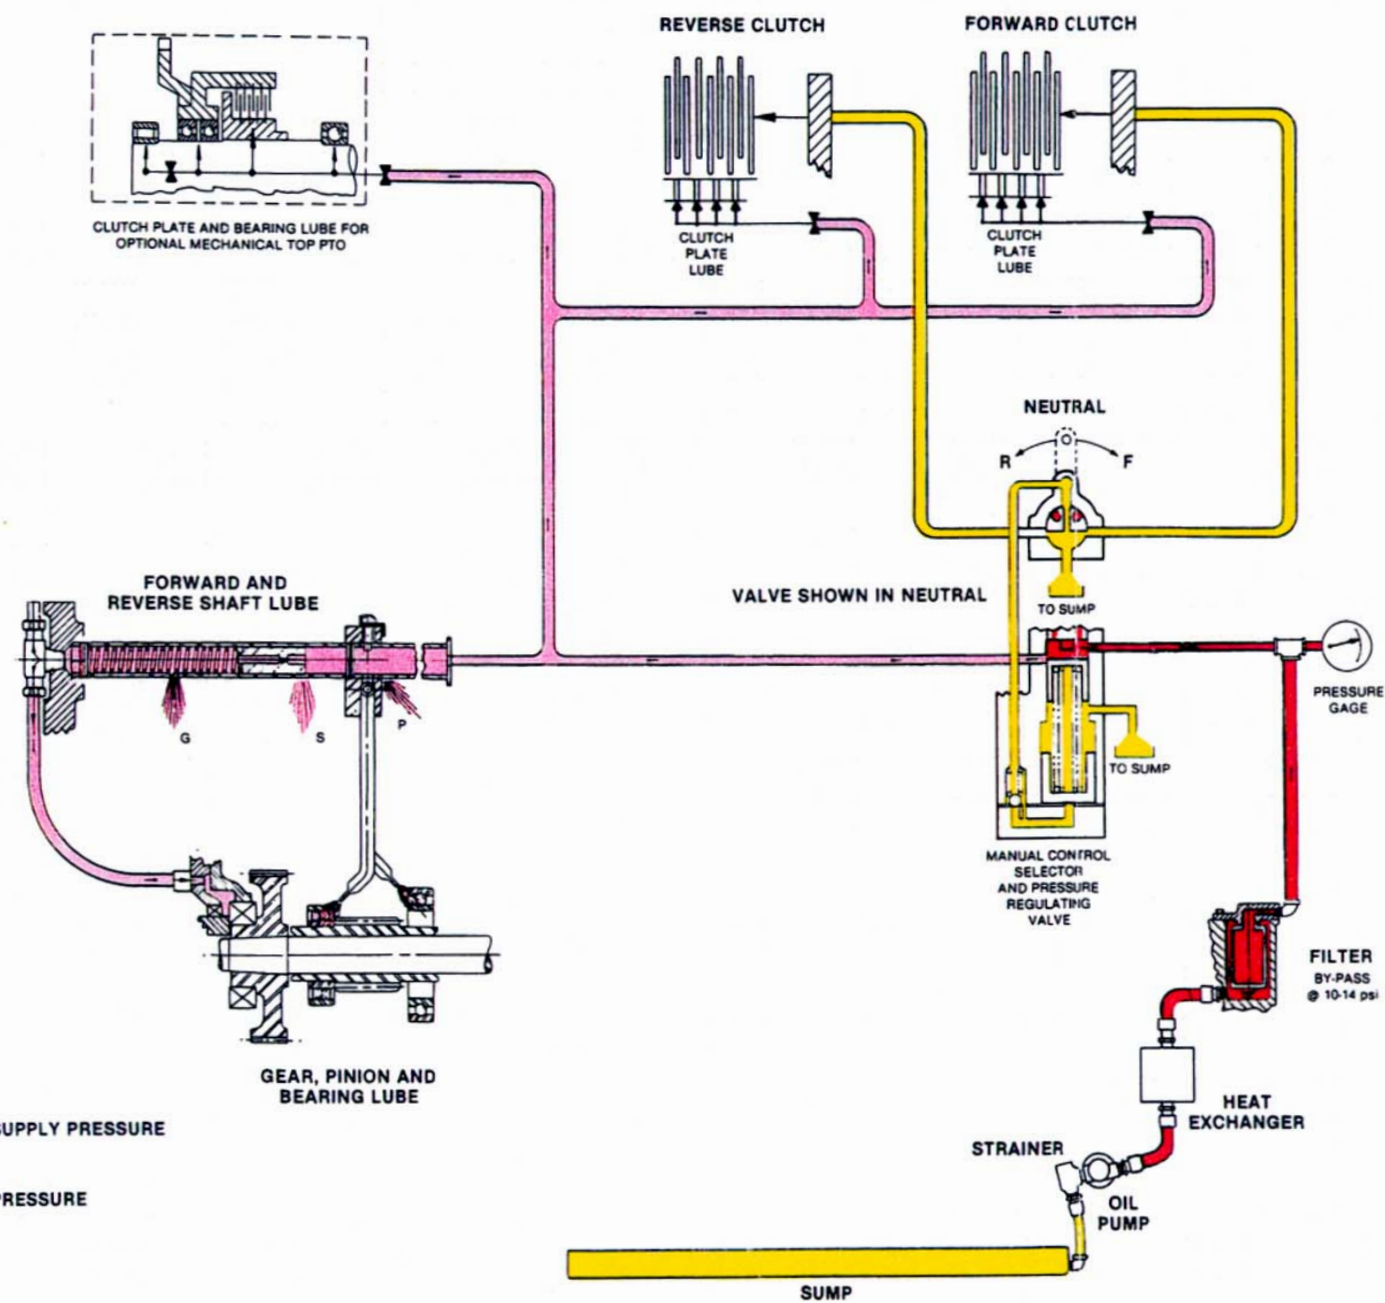 REVERSE CLUTCH
FORWARD CLUTCH
CLUTCH PLATE AND BEARING LUBE FOR
OPTIONAL MECHANICAL TOP PTO
CLUTCH
PLATE
LUBE
CLUTCH
PLATE
LUBE
NEUTRAL
R
F
FORWARD AND
REVERSE SHAFT LUBE
VALVE SHOWN IN NEUTRAL
TO SUMP
PRESSURE
GAGE
G
S
P
TO SUMP
MANUAL CONTROL
SELECTOR
AND PRESSURE
REGULATING
VALVE
FILTER
BY-PASS
@ 10-14 psi
GEAR, PINION AND
BEARING LUBE
HEAT
EXCHANGER
SUPPLY PRESSURE
STRAINER
PRESSURE
OIL
PUMP
SUMP